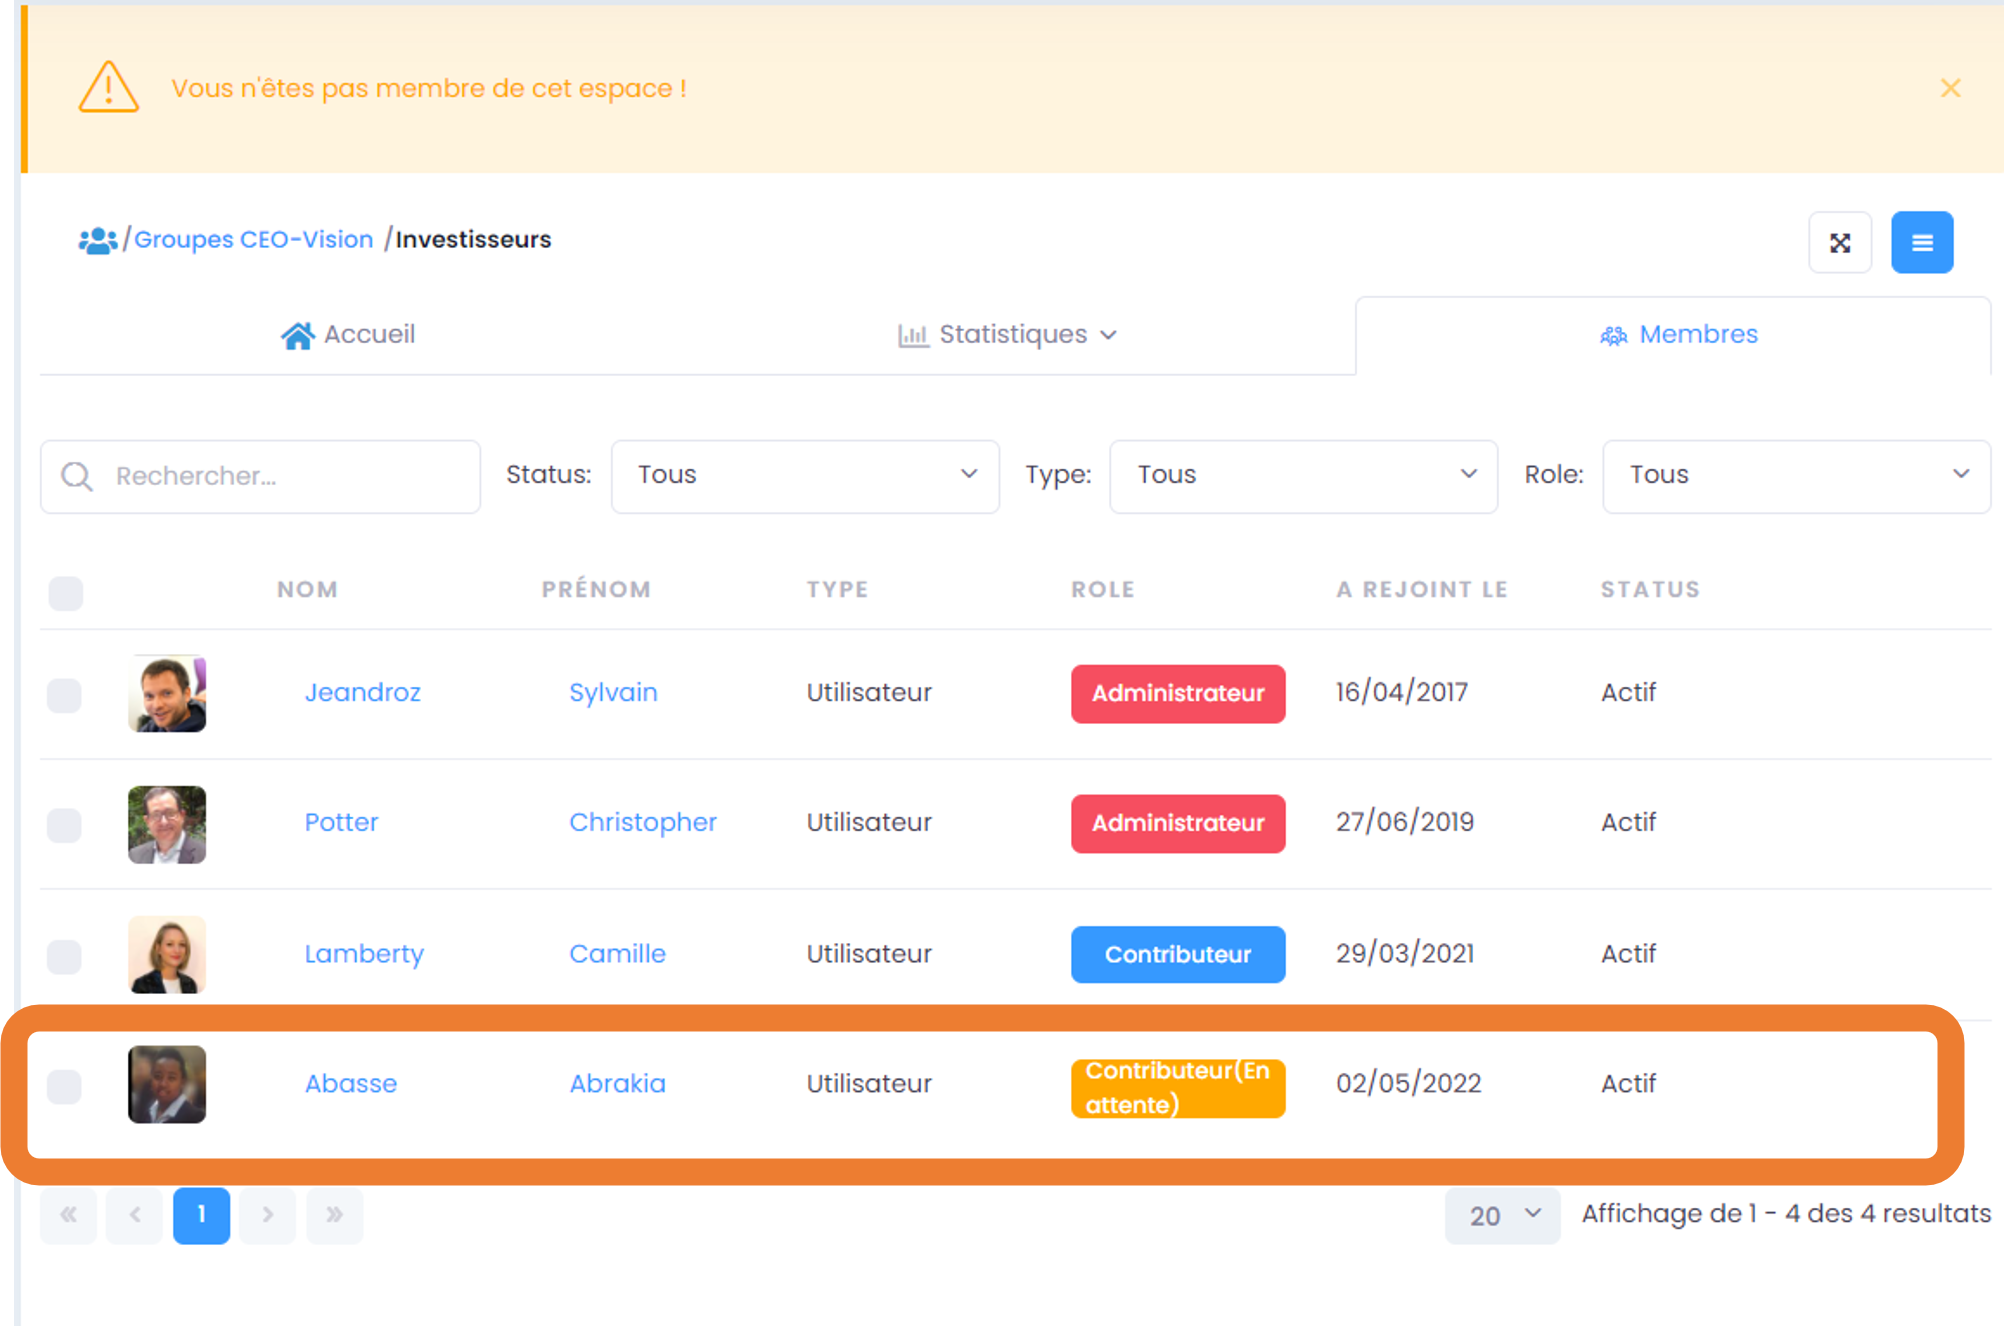 Vous n'êtes pas membre de cet espace !
/Groupes CEO-Vision /Investisseurs
Accueil Statistiques Membres
Rechercher... Status: Tous Type: Tous Role: Tous
NOM PRÉNOM TYPE ROLE A REJOINT LE STATUS
Jeandroz Sylvain Utilisateur Administrateur 16/04/2017 Actif
Potter Christopher Utilisateur Administrateur 27/06/2019 Actif
Lamberty Camille Utilisateur Contributeur 29/03/2021 Actif
Abasse Abrakia Utilisateur Contributeur(En attente) 02/05/2022 Actif
« ‹ 1 › » 20 Affichage de 1 - 4 des 4 resultats